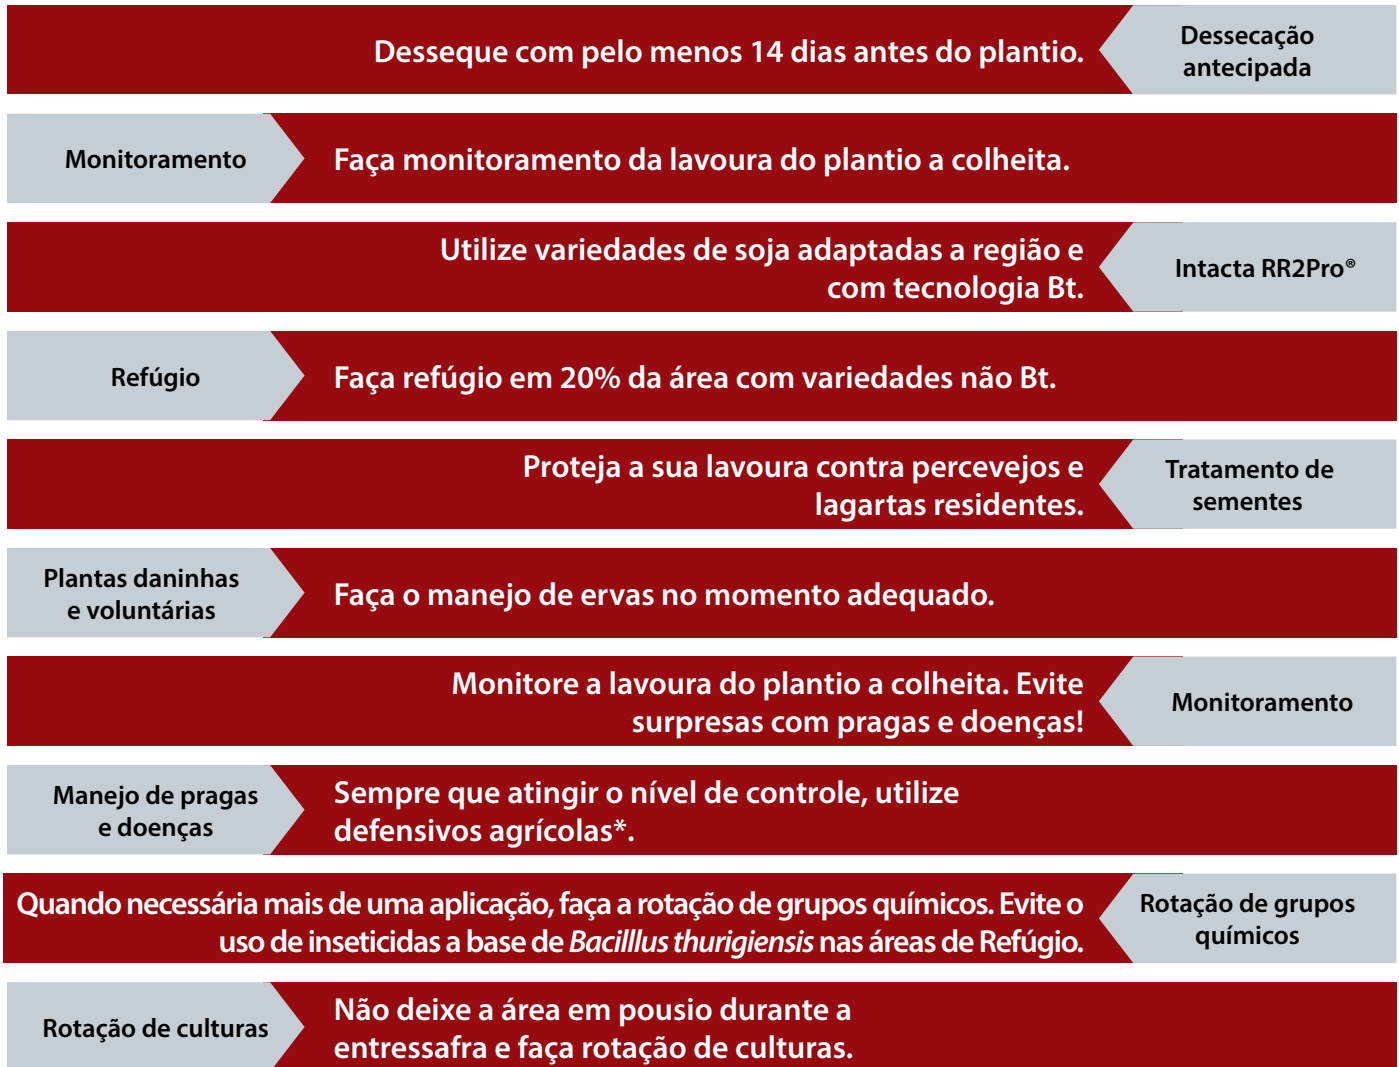 Desseque com pelo menos 14 dias antes do plantio.
Dessecação
antecipada
Monitoramento
Faça monitoramento da lavoura do plantio a colheita.
Utilize variedades de soja adaptadas a região e
com tecnologia Bt.
Intacta RR2Pro®
Refúgio
Faça refúgio em 20% da área com variedades não Bt.
Proteja a sua lavoura contra percevejos e
lagartas residentes.
Tratamento de
sementes
Plantas daninhas
e voluntárias
Faça o manejo de ervas no momento adequado.
Monitore a lavoura do plantio a colheita. Evite
surpresas com pragas e doenças!
Monitoramento
Manejo de pragas
e doenças
Sempre que atingir o nível de controle, utilize
defensivos agrícolas*.
Quando necessária mais de uma aplicação, faça a rotação de grupos químicos. Evite o
uso de inseticidas a base de Bacilllus thurigiensis nas áreas de Refúgio.
Rotação de grupos
químicos
Rotação de culturas
Não deixe a área em pousio durante a
entressafra e faça rotação de culturas.